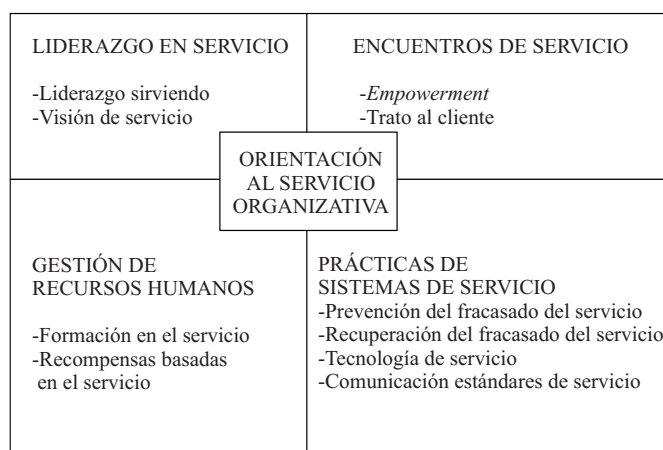 LIDERAZGO EN SERVICIO
-Liderazgo sirviendo
-Visión de servicio
ENCUENTROS DE SERVICIO
-Empowerment
-Trato al cliente
ORIENTACIÓN
AL SERVICIO
ORGANIZATIVA
GESTIÓN DE
RECURSOS HUMANOS
-Formación en el servicio
-Recompensas basadas
en el servicio
PRÁCTICAS DE
SISTEMAS DE SERVICIO
-Prevención del fracasado del servicio
-Recuperación del fracasado del servicio
-Tecnología de servicio
-Comunicación estándares de servicio